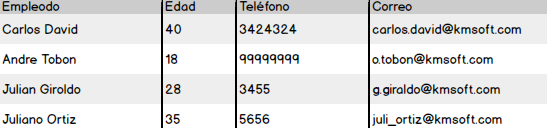 Empleodo Edad Teléfono Correo
Carlos David 40 3424324 carlos.david@kmsoft.com
Andre Tobon 18 99999999 o.tobon@kmsoft.com
Julian Giroldo 28 3455 g.giraldo@kmsoft.com
Juliano Ortiz 35 5656 juli_ortiz@kmsoft.com